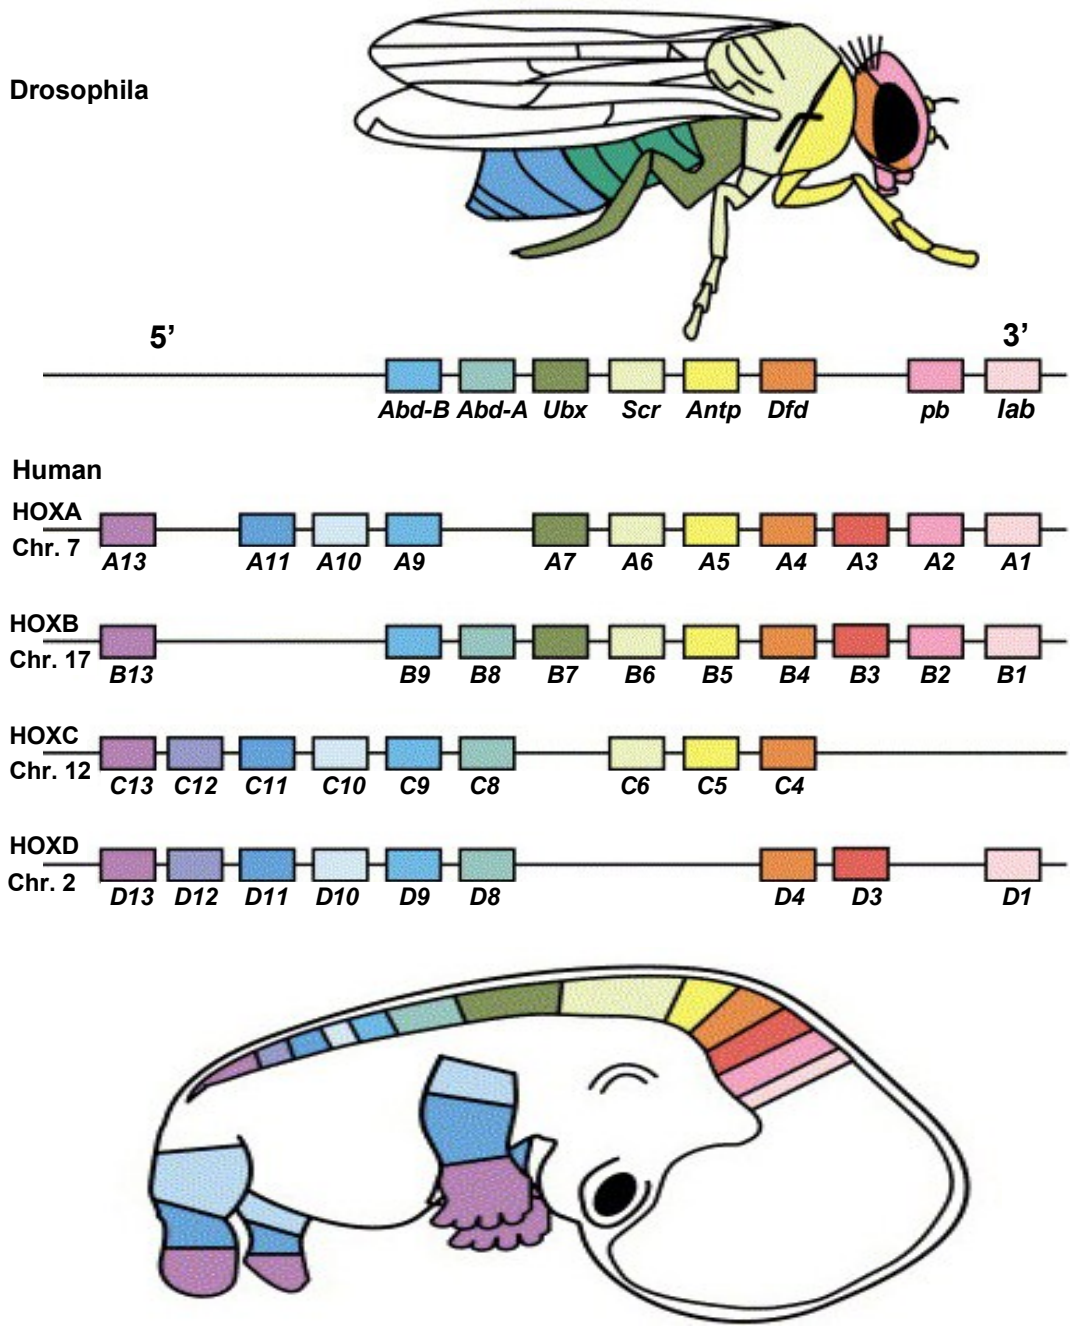 Drosophila
5’ 3’
Abd-B Abd-A Ubx Scr Antp Dfd pb lab
Human
HOXA
Chr. 7
A13 A11 A10 A9 A7 A6 A5 A4 A3 A2 A1
HOXB
Chr. 17
B13 B9 B8 B7 B6 B5 B4 B3 B2 B1
HOXC
Chr. 12
C13 C12 C11 C10 C9 C8 C6 C5 C4
HOXD
Chr. 2
D13 D12 D11 D10 D9 D8 D4 D3 D1